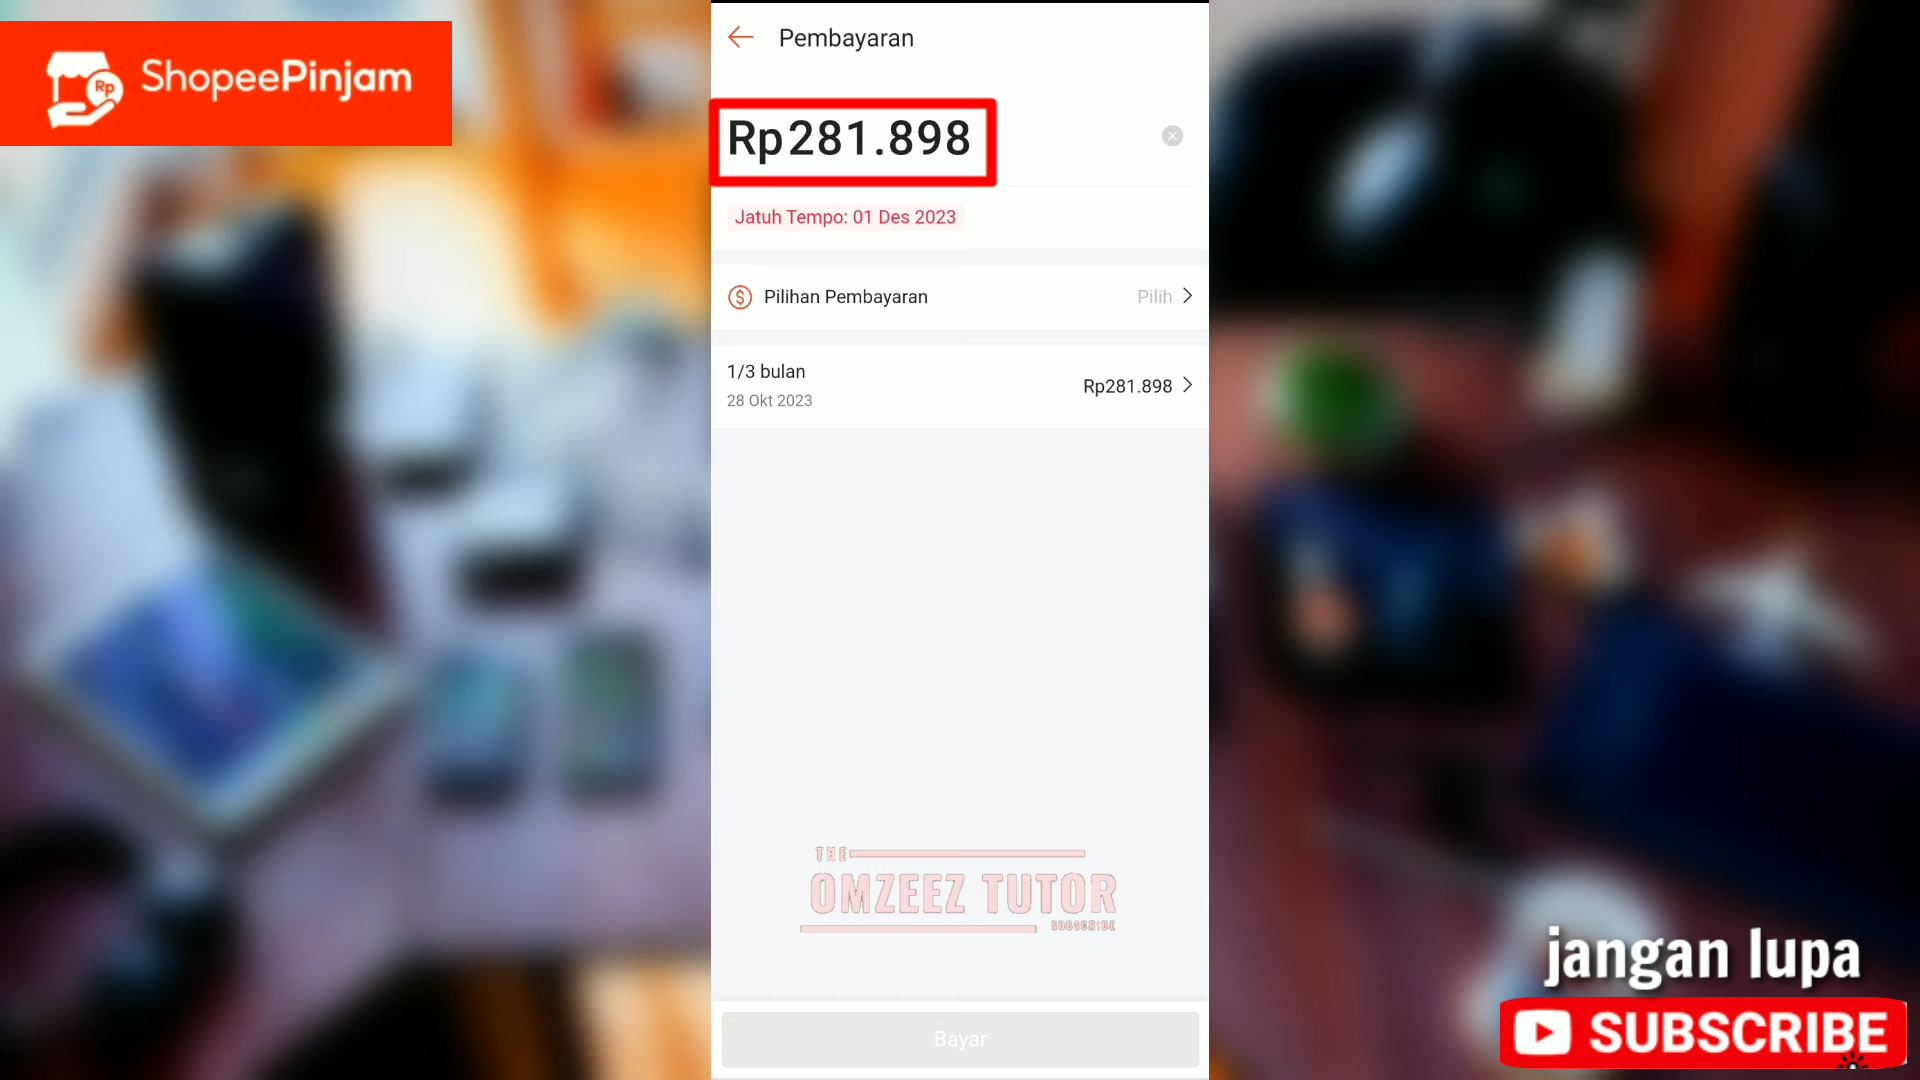 ShopeePinjam
Rp
Pembayaran
Rp281.898
Jatuh Tempo: 01 Des 2023
Pilihan Pembayaran
Pilih
1/3 bulan
28 Okt 2023
Rp281.898
THE
OMZEEZ TUTOR
SUBSCRIBE
Bayar
jangan lupa
SUBSCRIBE